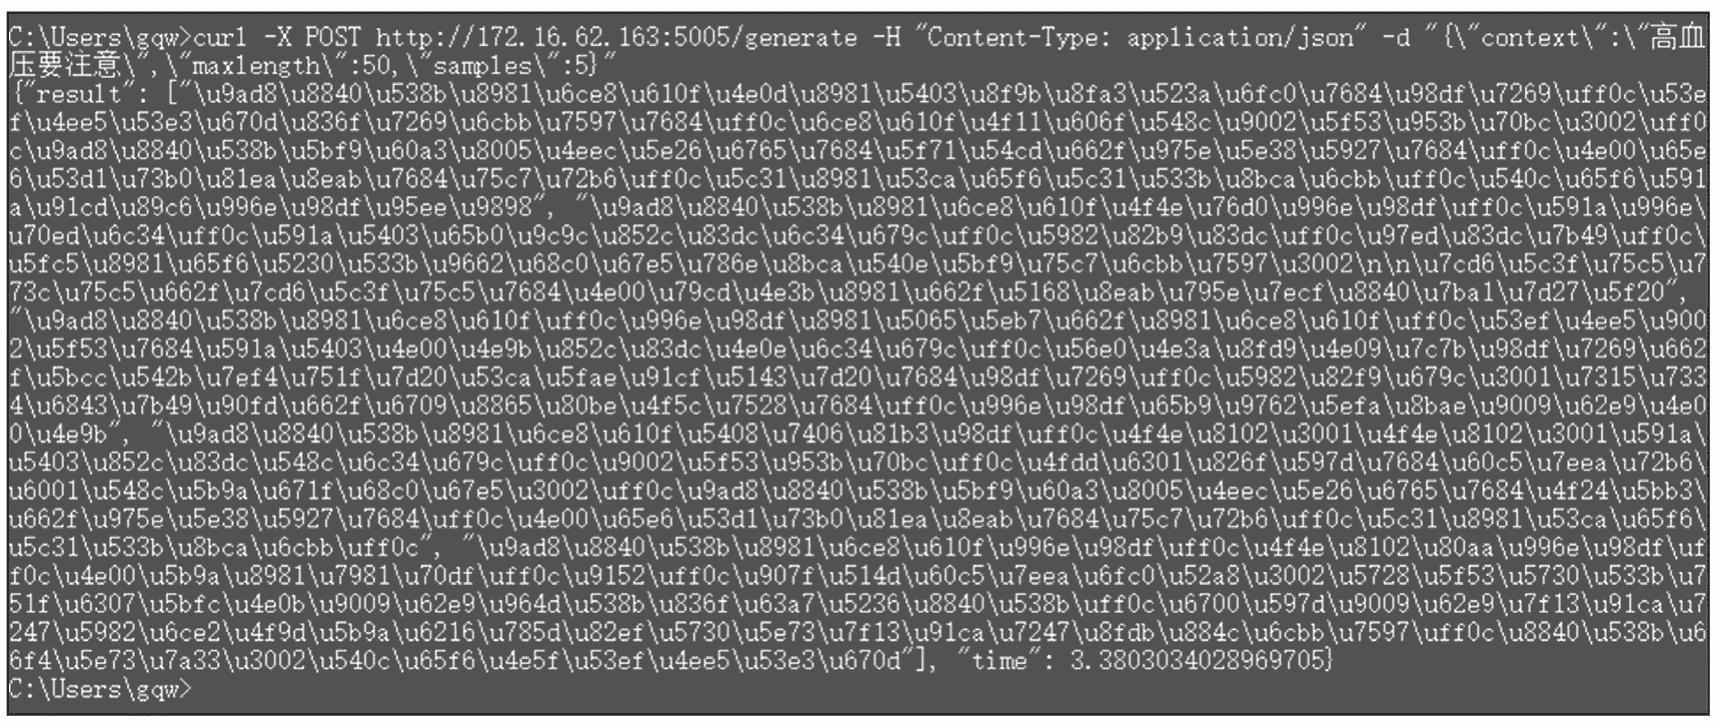 C:\Users\gqw>curl -X POST http://172.16.62.163:5005/generate -H "Content-Type: application/json" -d "{\"context\":\"高血
压要注意\",\"maxlength\":50,\"samples\":5}"
{"result": ["\u9ad8\u8840\u538b\u8981\u6ce8\u610f\u4e0d\u8981\u5403\u8f9b\u8fa3\u523a\u6fc0\u7684\u98df\u7269\uff0c\u53e
f\u4ee5\u53e3\u670d\u836f\u7269\u6cbb\u7597\u7684\uff0c\u6ce8\u610f\u4f11\u606f\u548c\u9002\u5f53\u953b\u70bc\u3002\uff0
c\u9ad8\u8840\u538b\u5bf9\u60a3\u8005\u4eec\u5e26\u6765\u7684\u5f71\u54cd\u662f\u975e\u5e38\u5927\u7684\uff0c\u4e00\u65e
6\u53d1\u73b0\u81ea\u8eab\u7684\u75c7\u72b6\uff0c\u5c31\u8981\u53ca\u65f6\u5c31\u533b\u8bca\u6cbb\uff0c\u540c\u65f6\u591
a\u91cd\u89c6\u996e\u98df\u95ee\u9898", "\u9ad8\u8840\u538b\u8981\u6ce8\u610f\u4f4e\u76d0\u996e\u98df\uff0c\u591a\u996e\
u70ed\u6c34\uff0c\u591a\u5403\u65b0\u9c9c\u852c\u83dc\u6c34\u679c\uff0c\u5982\u82b9\u83dc\uff0c\u97ed\u83dc\u7b49\uff0c\
u5fc5\u8981\u65f6\u5230\u533b\u9662\u68c0\u67e5\u786e\u8bca\u540e\u5bf9\u75c7\u6cbb\u7597\u3002\n\n\u7cd6\u5c3f\u75c5\u7
73c\u75c5\u662f\u7cd6\u5c3f\u75c5\u7684\u4e00\u79cd\u4e3b\u8981\u662f\u5168\u8eab\u795e\u7ecf\u8840\u7ba1\u7d27\u5f20",
"\u9ad8\u8840\u538b\u8981\u6ce8\u610f\uff0c\u996e\u98df\u8981\u5065\u5eb7\u662f\u8981\u6ce8\u610f\uff0c\u53ef\u4ee5\u900
2\u5f53\u7684\u591a\u5403\u4e00\u4e9b\u852c\u83dc\u4e0e\u6c34\u679c\uff0c\u56e0\u4e3a\u8fd9\u4e09\u7c7b\u98df\u7269\u662
f\u5bcc\u542b\u7ef4\u751f\u7d20\u53ca\u5fae\u91cf\u5143\u7d20\u7684\u98df\u7269\uff0c\u5982\u82f9\u679c\u3001\u7315\u733
4\u6843\u7b49\u90fd\u662f\u6709\u8865\u80be\u4f5c\u7528\u7684\uff0c\u996e\u98df\u65b9\u9762\u5efa\u8bae\u9009\u62e9\u4e0
0\u4e9b", "\u9ad8\u8840\u538b\u8981\u6ce8\u610f\u5408\u7406\u81b3\u98df\uff0c\u4f4e\u8102\u3001\u4f4e\u8102\u3001\u591a\
u5403\u852c\u83dc\u548c\u6c34\u679c\uff0c\u9002\u5f53\u953b\u70bc\uff0c\u4fdd\u6301\u826f\u597d\u7684\u60c5\u7eea\u72b6\
u6001\u548c\u5b9a\u671f\u68c0\u67e5\u3002\uff0c\u9ad8\u8840\u538b\u5bf9\u60a3\u8005\u4eec\u5e26\u6765\u7684\u4f24\u5bb3\
u662f\u975e\u5e38\u5927\u7684\uff0c\u4e00\u65e6\u53d1\u73b0\u81ea\u8eab\u7684\u75c7\u72b6\uff0c\u5c31\u8981\u53ca\u65f6\
u5c31\u533b\u8bca\u6cbb\uff0c", "\u9ad8\u8840\u538b\u8981\u6ce8\u610f\u996e\u98df\uff0c\u4f4e\u8102\u80aa\u996e\u98df\uf
f0c\u4e00\u5b9a\u8981\u7981\u70df\uff0c\u9152\uff0c\u907f\u514d\u60c5\u7eea\u6fc0\u52a8\u3002\u5728\u5f53\u5730\u533b\u7
51f\u6307\u5bfc\u4e0b\u9009\u62e9\u964d\u538b\u836f\u63a7\u5236\u8840\u538b\uff0c\u6700\u597d\u9009\u62e9\u7f13\u91ca\u7
247\u5982\u6ce2\u4f9d\u5b9a\u6216\u785d\u82ef\u5730\u5e73\u7f13\u91ca\u7247\u8fdb\u884c\u6cbb\u7597\uff0c\u8840\u538b\u6
6f4\u5e73\u7a33\u3002\u540c\u65f6\u4e5f\u53ef\u4ee5\u53e3\u670d"], "time": 3.3803034028969705}
C:\Users\gqw>